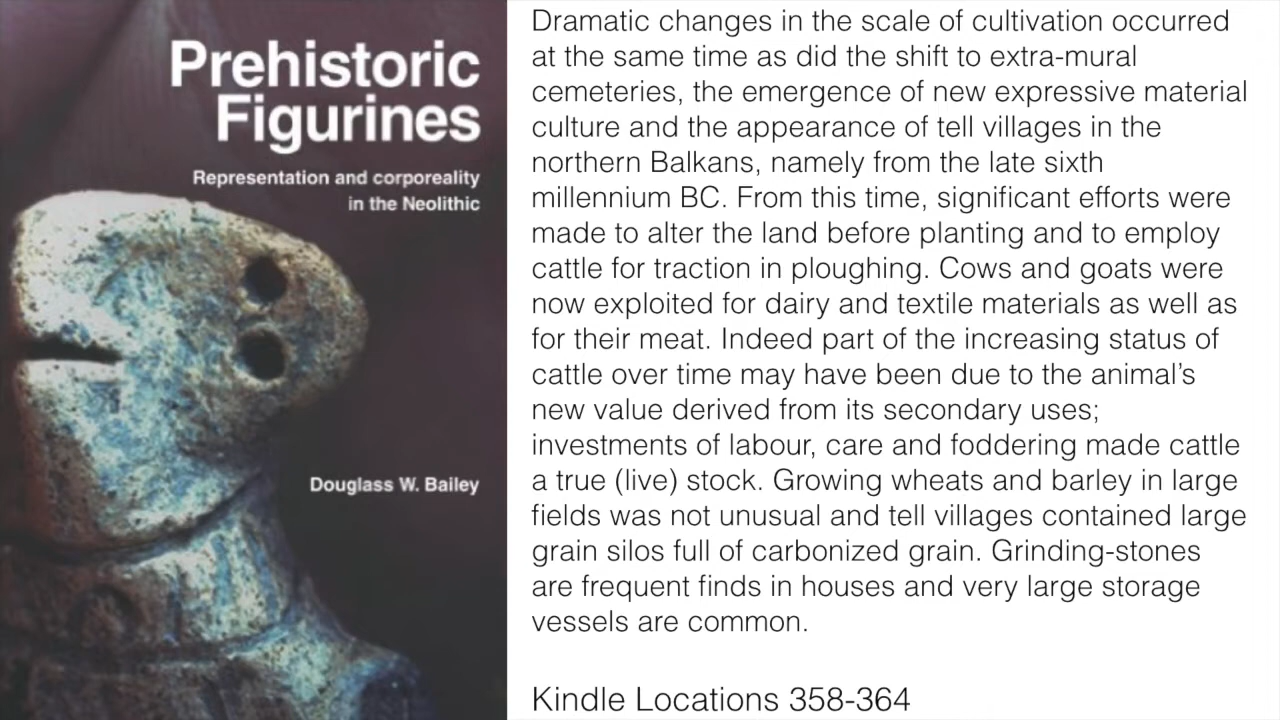 Prehistoric
Figurines
Representation and corporeality
in the Neolithic
Douglass W. Bailey
Dramatic changes in the scale of cultivation occurred
at the same time as did the shift to extra-mural
cemeteries, the emergence of new expressive material
culture and the appearance of tell villages in the
northern Balkans, namely from the late sixth
millennium BC. From this time, significant efforts were
made to alter the land before planting and to employ
cattle for traction in ploughing. Cows and goats were
now exploited for dairy and textile materials as well as
for their meat. Indeed part of the increasing status of
cattle over time may have been due to the animal’s
new value derived from its secondary uses;
investments of labour, care and foddering made cattle
a true (live) stock. Growing wheats and barley in large
fields was not unusual and tell villages contained large
grain silos full of carbonized grain. Grinding-stones
are frequent finds in houses and very large storage
vessels are common.
Kindle Locations 358-364